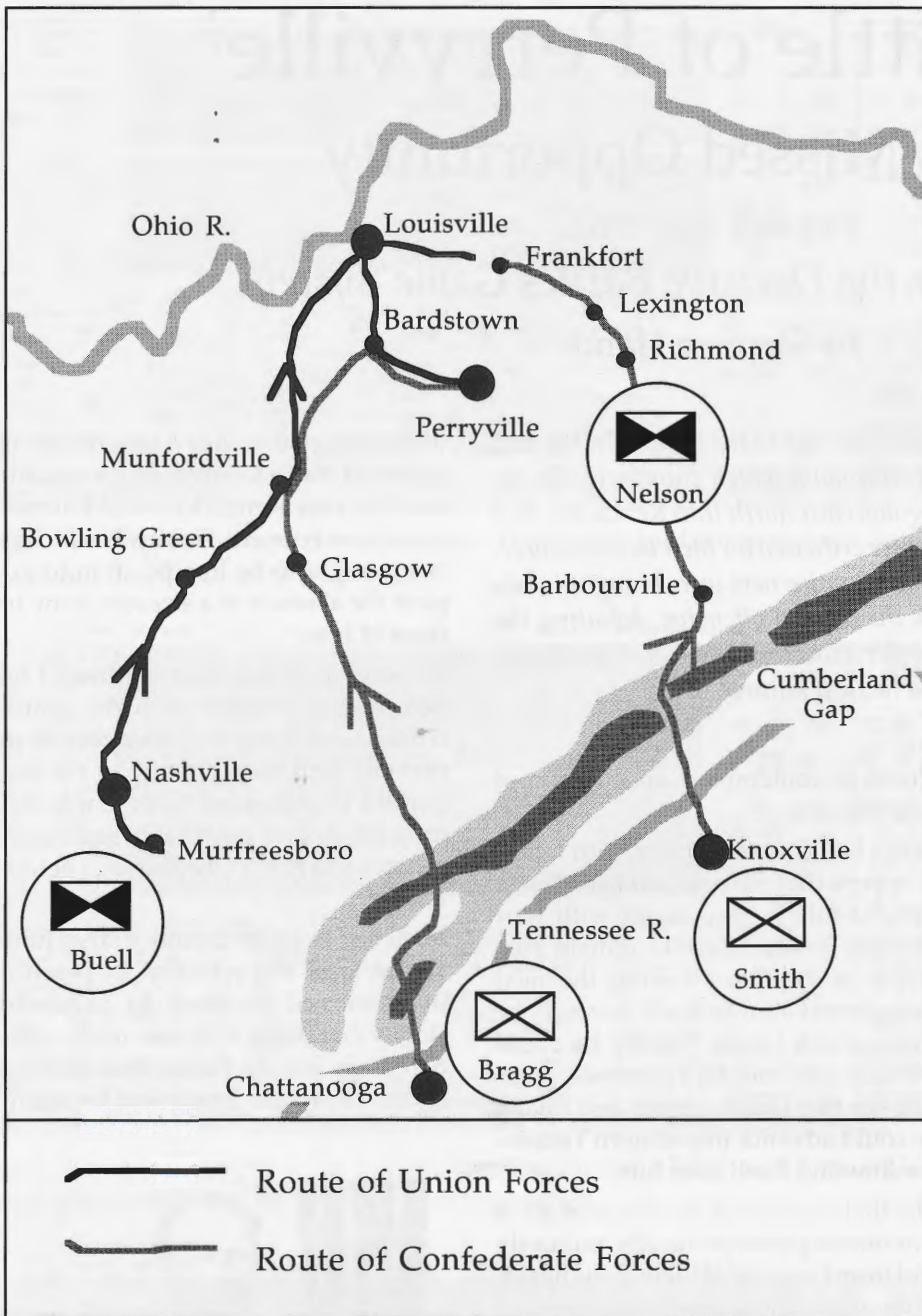 Ohio R.
Louisville
Frankfort
Lexington
Bardstown
Richmond
Perryville
Nelson
Munfordville
Bowling Green
Glasgow
Barbourville
Cumberland
Gap
Nashville
Murfreesboro
Knoxville
Buell
Tennessee R.
Smith
Bragg
Chattanooga
Route of Union Forces
Route of Confederate Forces